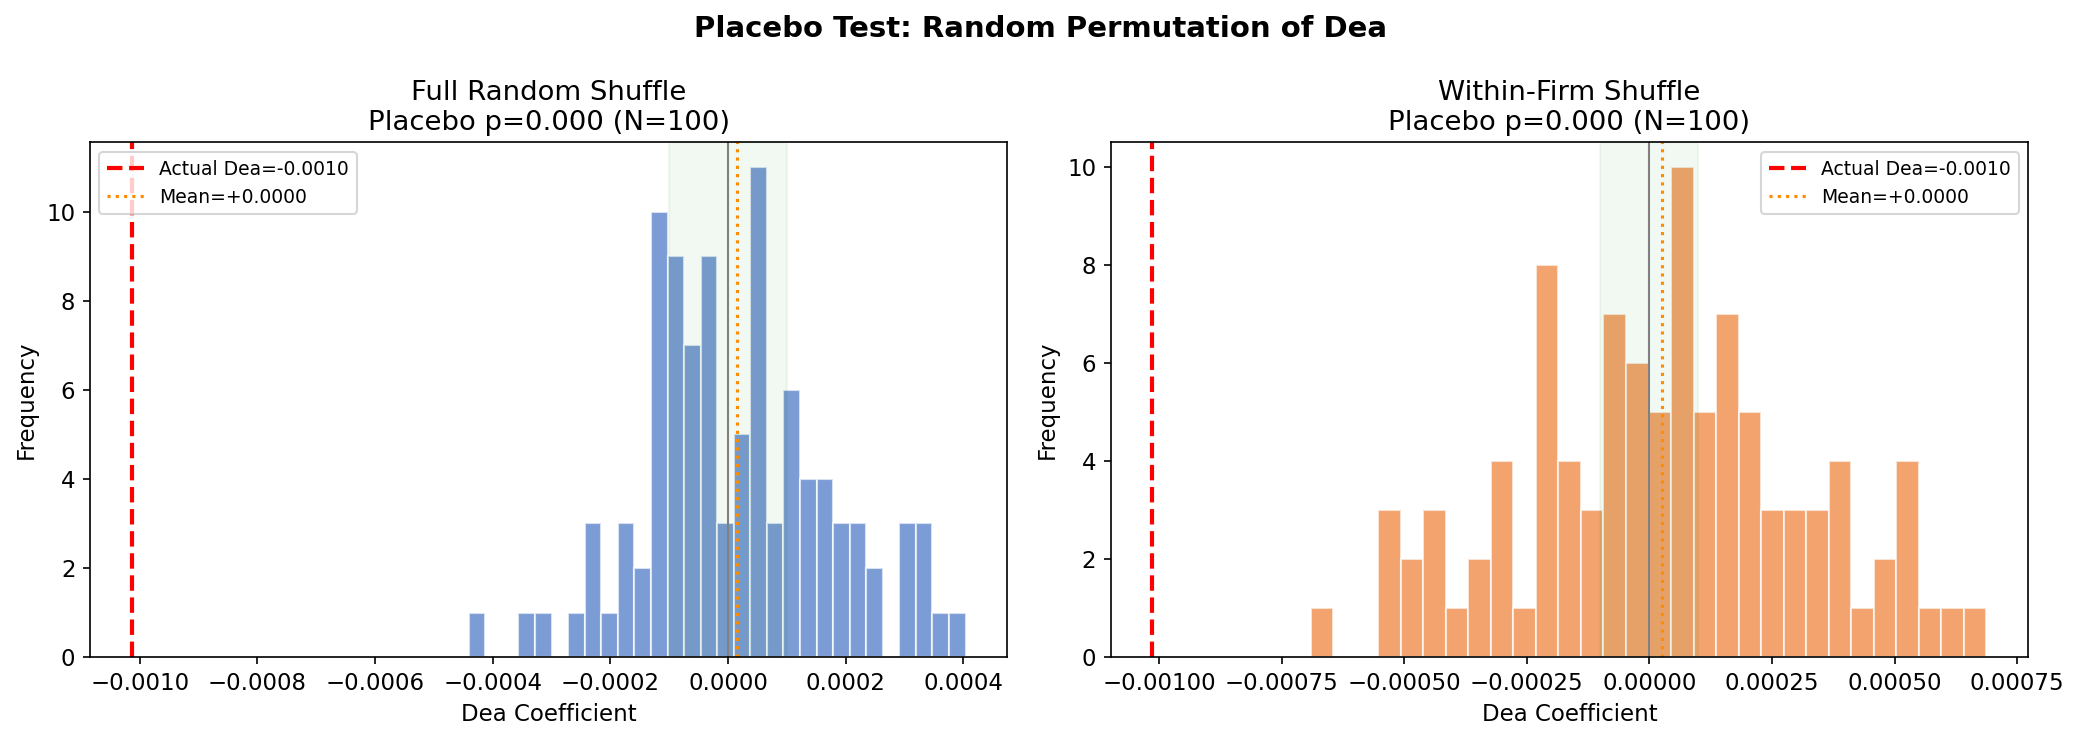 Placebo Test: Random Permutation of Dea
Full Random Shuffle
Placebo p=0.000 (N=100)
Actual Dea=-0.0010
Mean=+0.0000
Frequency
10
8
6
4
2
0
−0.0010
−0.0008
−0.0006
−0.0004
−0.0002
0.0000
0.0002
0.0004
Dea Coefficient
Within-Firm Shuffle
Placebo p=0.000 (N=100)
Actual Dea=-0.0010
Mean=+0.0000
Frequency
10
8
6
4
2
0
−0.00100
−0.00075
−0.00050
−0.00025
0.00000
0.00025
0.00050
0.00075
Dea Coefficient